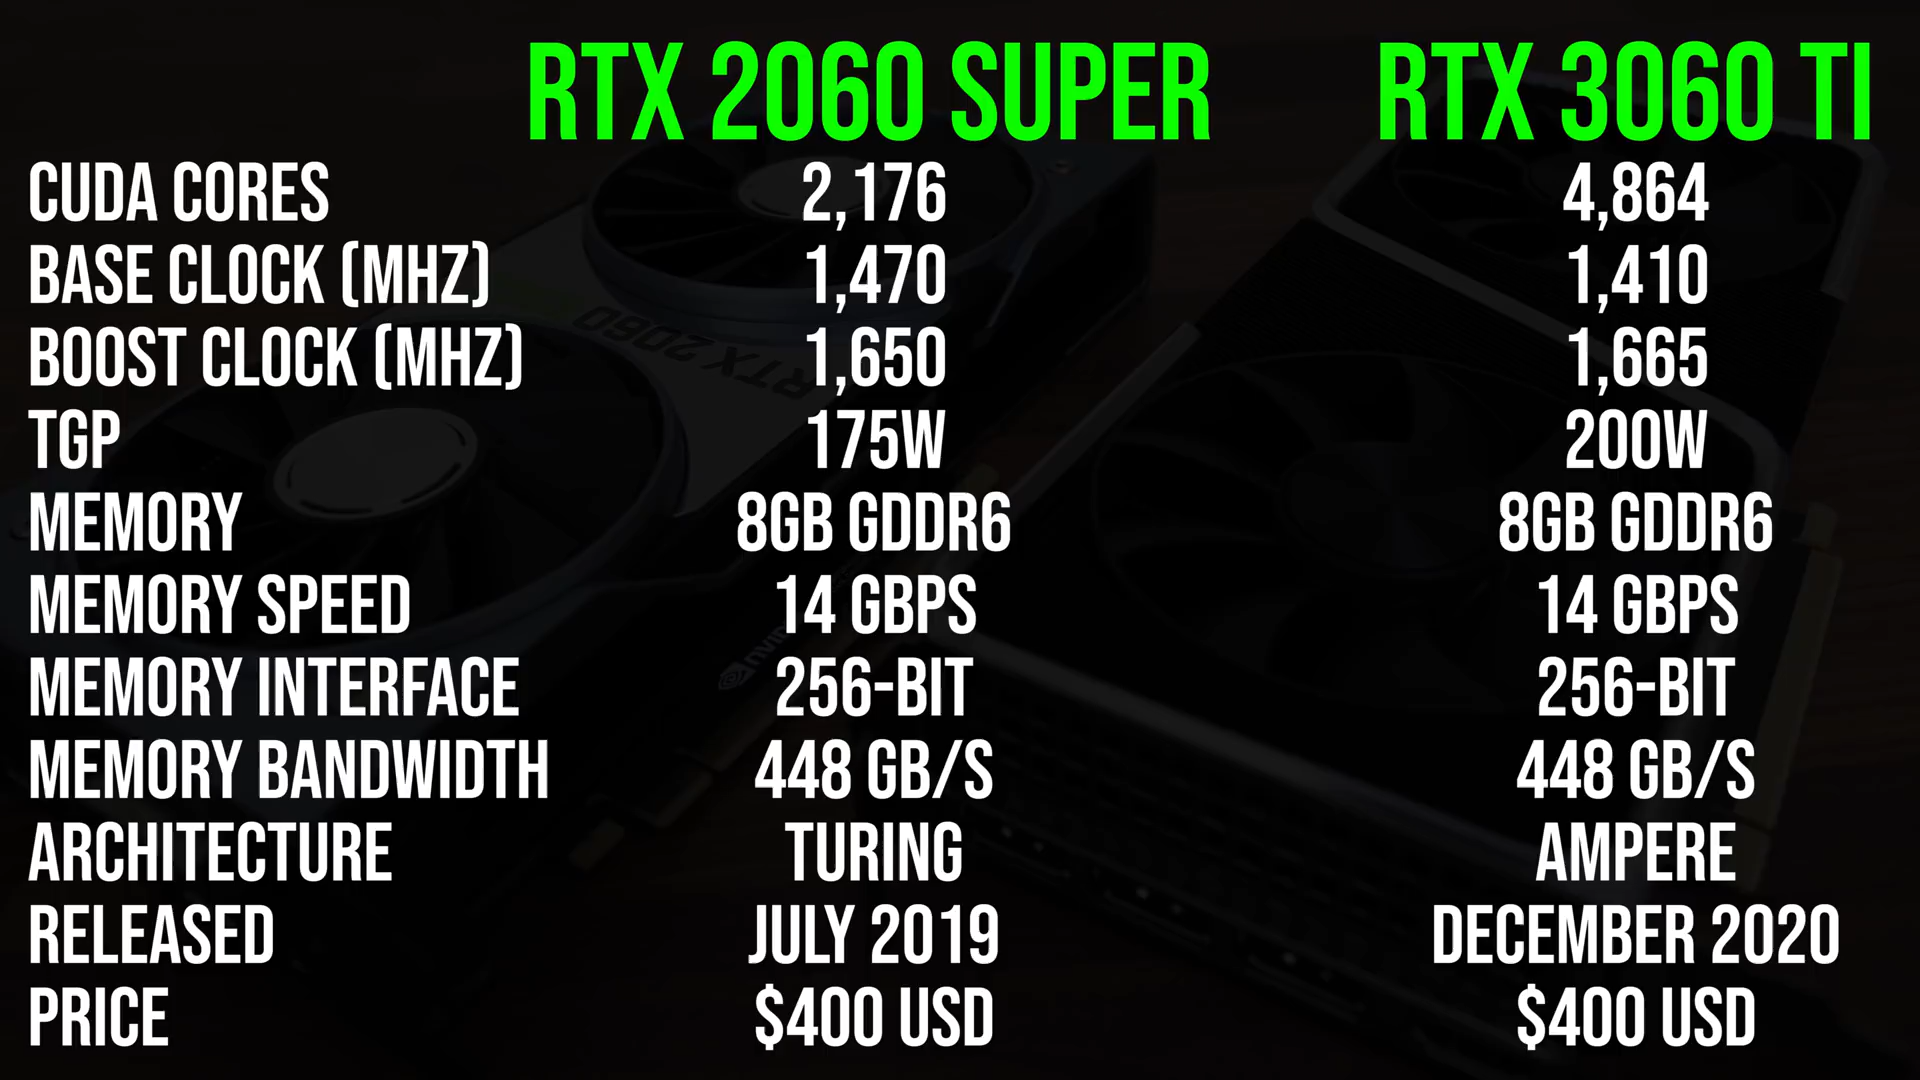 RTX 2060 SUPER RTX 3060 TI
CUDA CORES 2,176 4,864
BASE CLOCK (MHZ) 1,470 1,410
BOOST CLOCK (MHZ) 1,650 1,665
TGP 175W 200W
MEMORY 8GB GDDR6 8GB GDDR6
MEMORY SPEED 14 GBPS 14 GBPS
MEMORY INTERFACE 256-BIT 256-BIT
MEMORY BANDWIDTH 448 GB/S 448 GB/S
ARCHITECTURE TURING AMPERE
RELEASED JULY 2019 DECEMBER 2020
PRICE $400 USD $400 USD
RTX 2060
nvidia